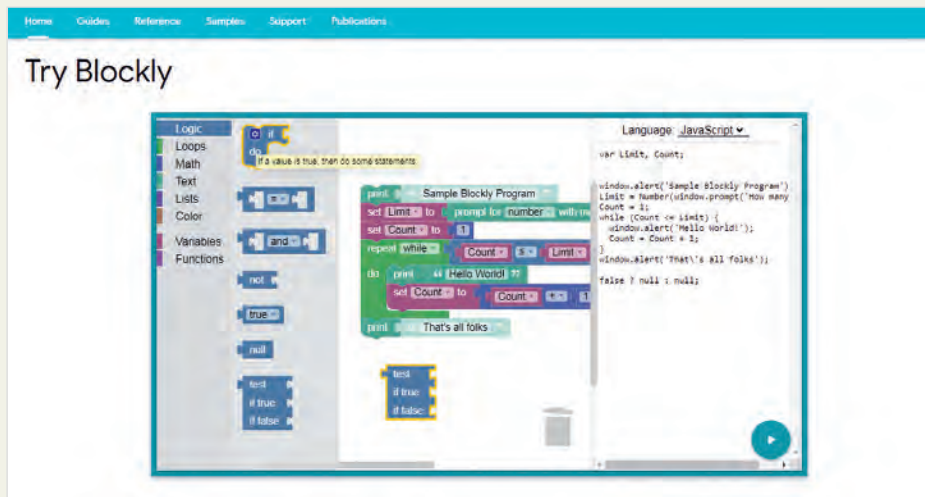 Home Guides Reference Samples Support Publications
Try Blockly
Logic
Loops
Math
Text
Lists
Color
Variables
Functions
if
do
If a value is true, then do some statements.
=
and
not
true
null
test
if true
if false
print “ Sample Blockly Program ”
set Limit to prompt for number with
set Count to 1
repeat while Count ≤ Limit
do print “ Hello World! ”
set Count to Count + 1
print “ That's all folks ”
test
if true
if false
Language: JavaScript
var Limit, Count;
window.alert('Sample Blockly Program')
Limit = Number(window.prompt('How many
Count = 1;
while (Count <= Limit) {
window.alert('Hello World!');
Count = Count + 1;
}
window.alert('That\'s all folks');
false ? null : null;